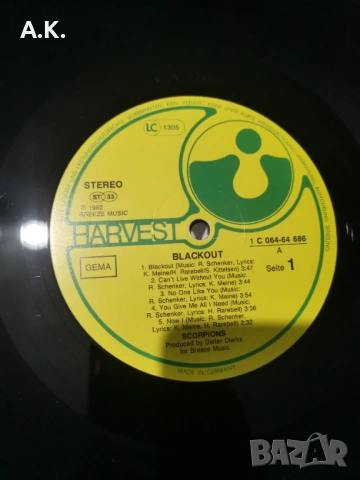 A.K.
LC 1305
STEREO
ST 33
℗ 1982
BREEZE MUSIC
HARVEST
GEMA
BLACKOUT
1 C 064-64 686
A
Seite 1
1. Blackout (Music: R. Schenker, Lyrics:
K. Meine/H. Rarebell/S. Kittelsen) 3:47
2. Can't Live Without You (Music:
R. Schenker, Lyrics: K. Meine) 3:44
3. No One Like You (Music:
R. Schenker, Lyrics: K. Meine) 3:54
4. You Give Me All I Need (Music:
R. Schenker, Lyrics: H. Rarebell) 3:36
5. Now ! (Music: R. Schenker,
Lyrics: K. Meine, H. Rarebell) 2:32
SCORPIONS
Produced by Dieter Dierks
for Breeze Music
MADE IN GERMANY
BAZAR